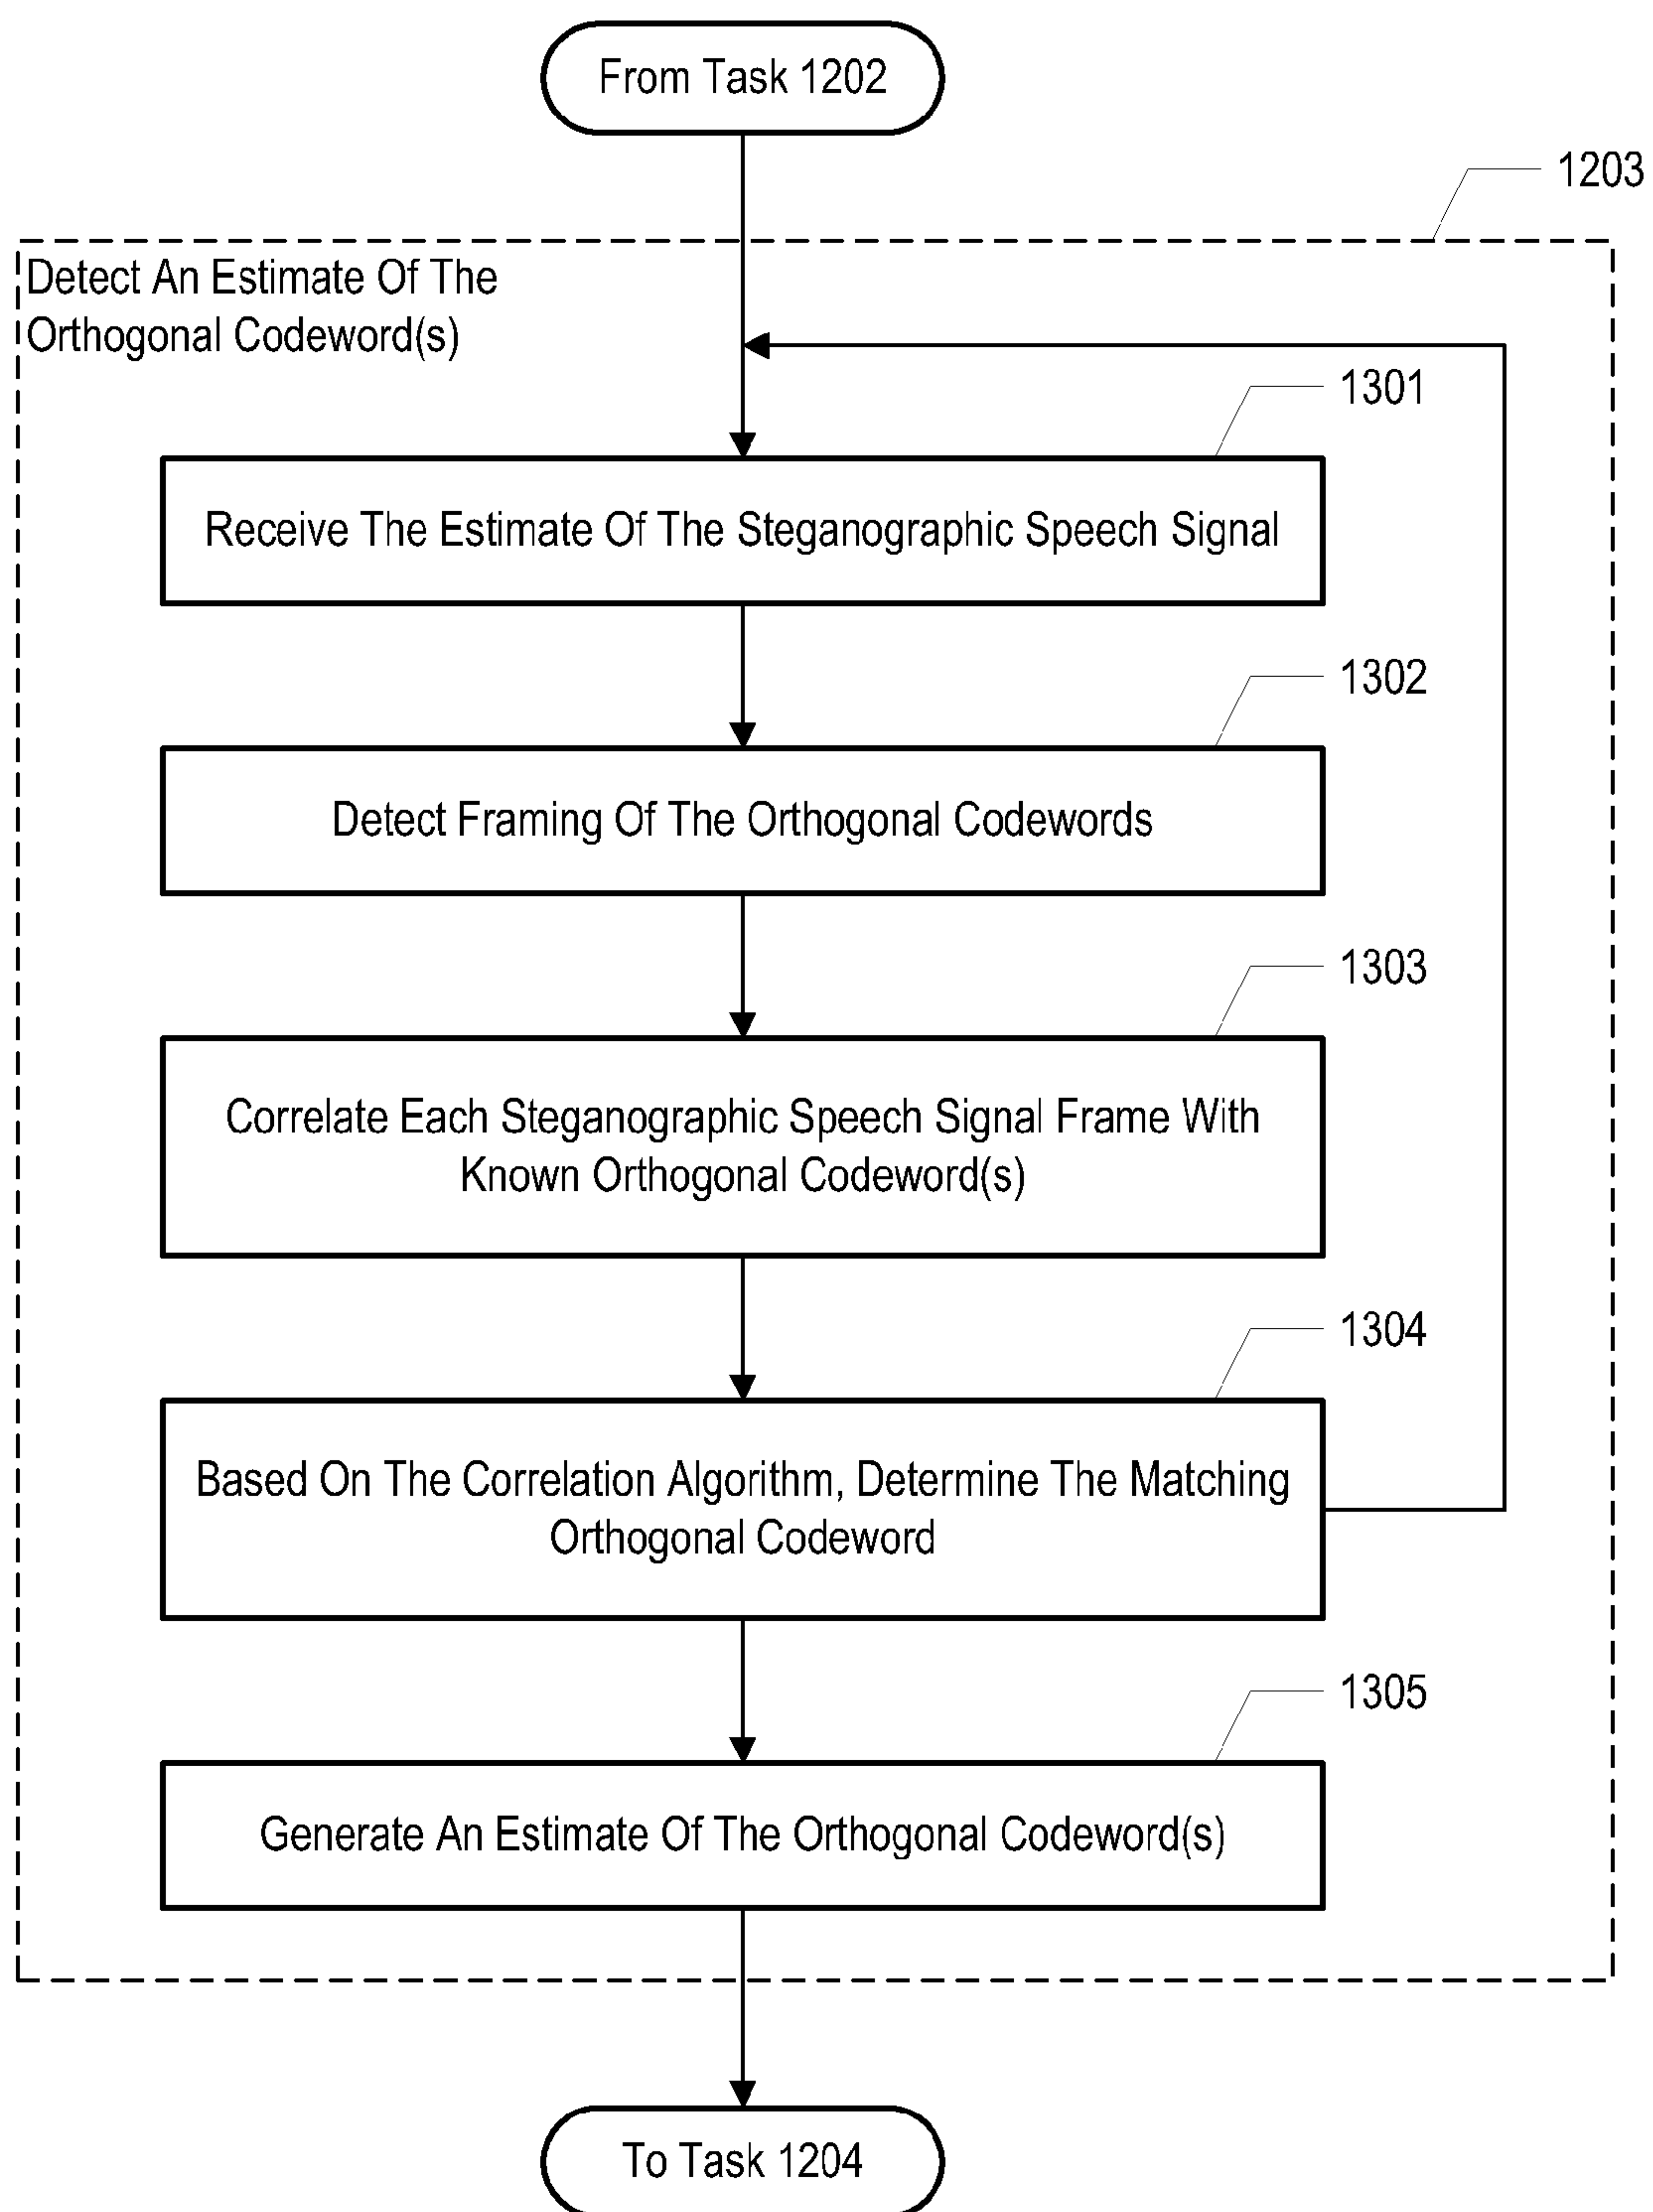 From Task 1202
1203
Detect An Estimate Of The
Orthogonal Codeword(s)
1301
Receive The Estimate Of The Steganographic Speech Signal
1302
Detect Framing Of The Orthogonal Codewords
1303
Correlate Each Steganographic Speech Signal Frame With
Known Orthogonal Codeword(s)
1304
Based On The Correlation Algorithm, Determine The Matching
Orthogonal Codeword
1305
Generate An Estimate Of The Orthogonal Codeword(s)
To Task 1204